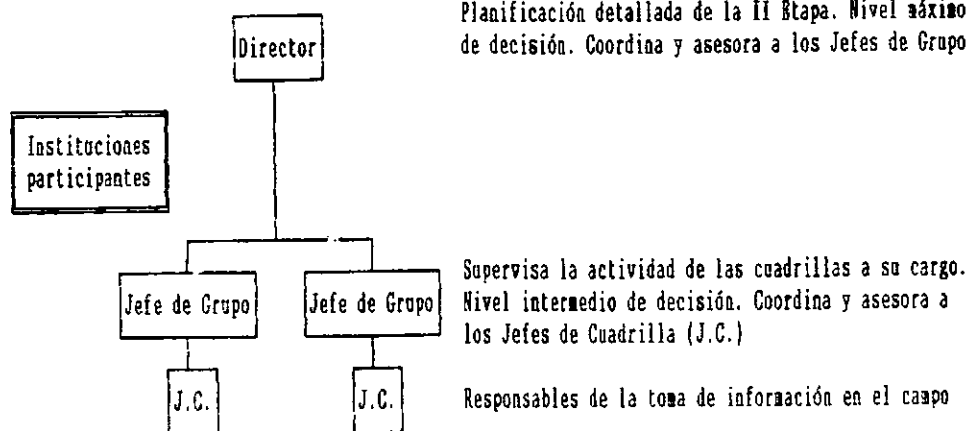 Planificación detallada de la II Etapa. Nivel máximo
de decisión. Coordina y asesora a los Jefes de Grupo
Director
Instituciones
participantes
Supervisa la actividad de las cuadrillas a su cargo.
Nivel intermedio de decisión. Coordina y asesora a
los Jefes de Cuadrilla (J.C.)
Jefe de Grupo
Jefe de Grupo
J.C.
J.C.
Responsables de la toma de información en el campo